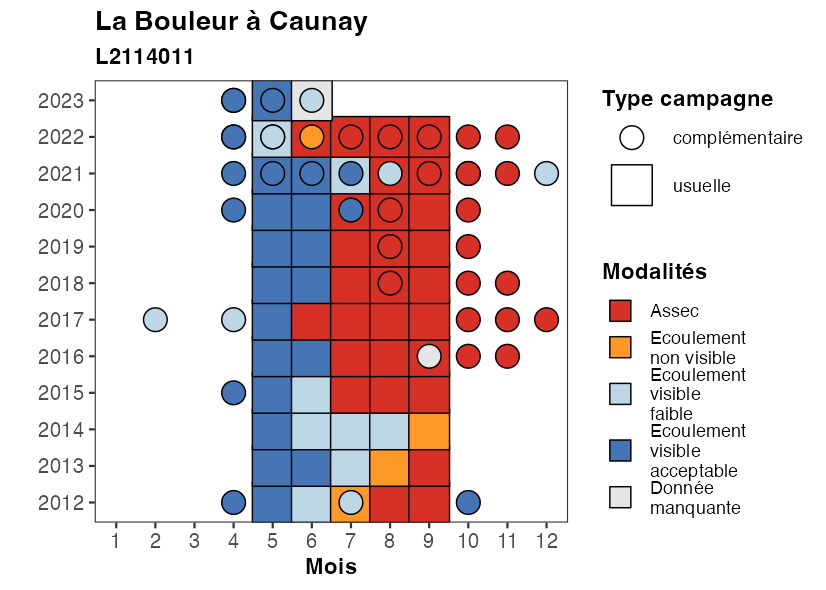 La Bouleur à Caunay
L2114011
2023
2022
2021
2020
2019
2018
2017
2016
2015
2014
2013
2012
1 2 3 4 5 6 7 8 9 10 11 12
Mois
Type campagne
complémentaire
usuelle
Modalités
Assec
Ecoulement
non visible
Ecoulement
visible
faible
Ecoulement
visible
acceptable
Donnée
manquante